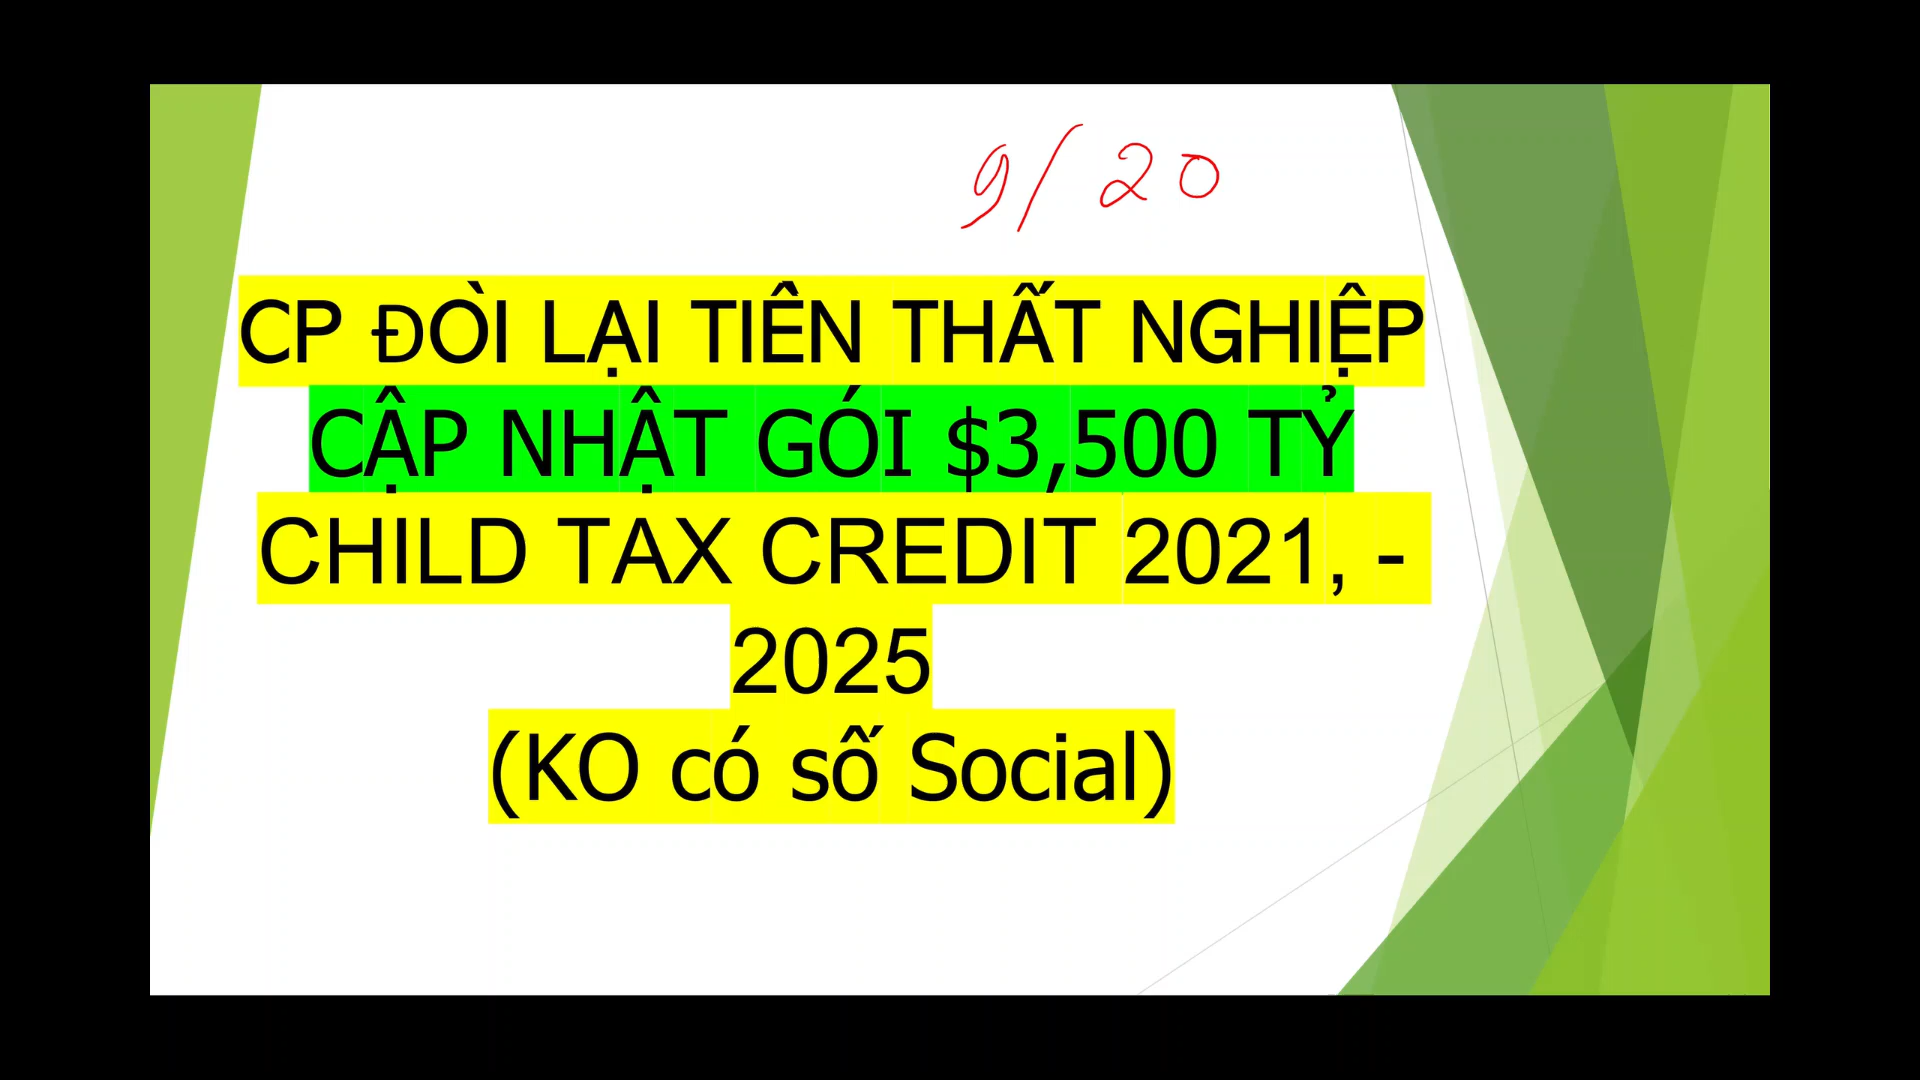 9/20
CP ĐÒI LẠI TIỀN THẤT NGHIỆP
CẬP NHẬT GÓI $3,500 TỶ
CHILD TAX CREDIT 2021, -
2025
(KO có số Social)